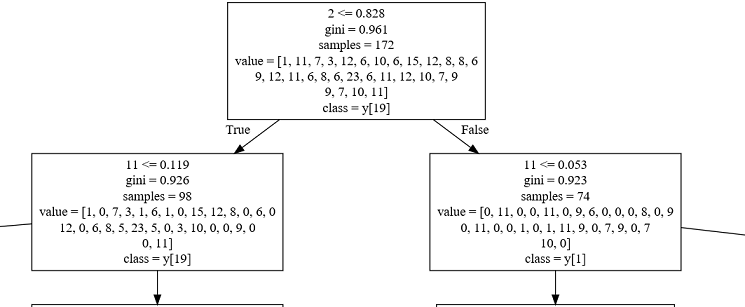 2 <= 0.828
gini = 0.961
samples = 172
value = [1, 11, 7, 3, 12, 6, 10, 6, 15, 12, 8, 8, 6
9, 12, 11, 6, 8, 6, 23, 6, 11, 12, 10, 7, 9
9, 7, 10, 11]
class = y[19]
True
False
11 <= 0.119
gini = 0.926
samples = 98
value = [1, 0, 7, 3, 1, 6, 1, 0, 15, 12, 8, 0, 6, 0
12, 0, 6, 8, 5, 23, 5, 0, 3, 10, 0, 0, 9, 0
0, 11]
class = y[19]
11 <= 0.053
gini = 0.923
samples = 74
value = [0, 11, 0, 0, 11, 0, 9, 6, 0, 0, 0, 8, 0, 9
0, 11, 0, 0, 1, 0, 1, 11, 9, 0, 7, 9, 0, 7
10, 0]
class = y[1]